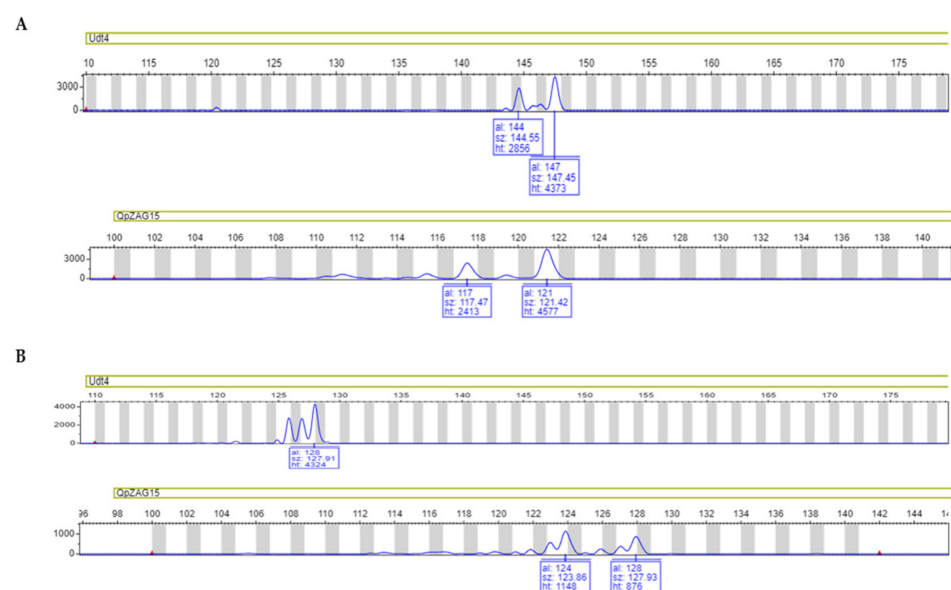 A
Udt4
10 115 120 125 130 135 140 145 150 155 160 165 170 175
3000
0
al: 144
sz: 144.55
ht: 2856
al: 147
sz: 147.45
ht: 4373
QpZAG15
100 102 104 106 108 110 112 114 116 118 120 122 124 126 128 130 132 134 136 138 140
3000
0
al: 117
sz: 117.47
ht: 2413
al: 121
sz: 121.42
ht: 4577
B
Udt4
110 115 120 125 130 135 140 145 150 155 160 165 170 175
4000
2000
0
al: 128
sz: 127.91
ht: 4324
QpZAG15
96 98 100 102 104 106 108 110 112 114 116 118 120 122 124 126 128 130 132 134 136 138 140 142 144 14
1000
0
al: 124
sz: 123.86
ht: 1148
al: 128
sz: 127.93
ht: 876